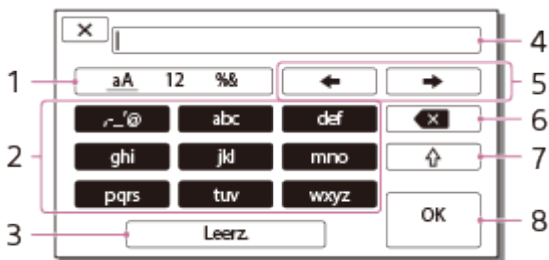 4
1 aA 12 %& ← → 5
,-_'@ abc def 6
2 ghi jkl mno 7
pqrs tuv wxyz
3 Leerz. OK 8